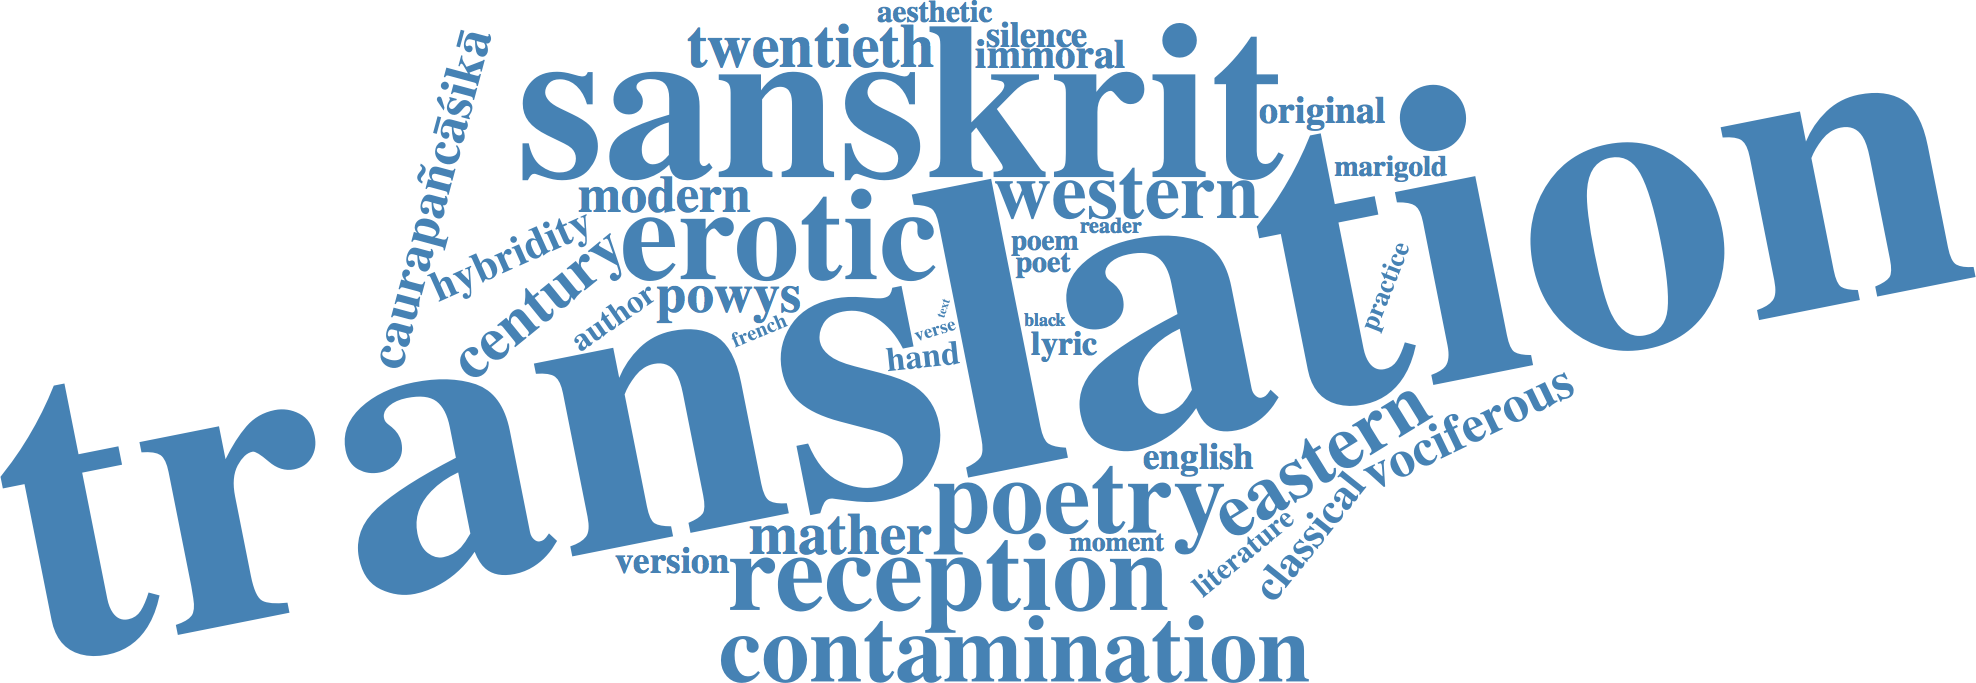 aesthetic
twentieth
silence
immoral
sanskrit
original
caurapañcāśikā
marigold
modern
western
hybridity
erotic
reader
poem
poet
century
author
powys
french
text
verse
hand
black
lyric
practice
translation
english
eastern
vociferous
poetry
classical
literature
mather
moment
version
reception
contamination